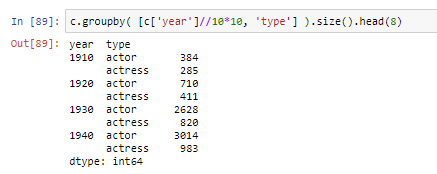 In [89]: c.groupby( [c['year']//10*10, 'type'] ).size().head(8)
Out[89]: year  type
1910  actor       384
      actress     285
1920  actor       710
      actress     411
1930  actor      2628
      actress     820
1940  actor      3014
      actress     983
dtype: int64